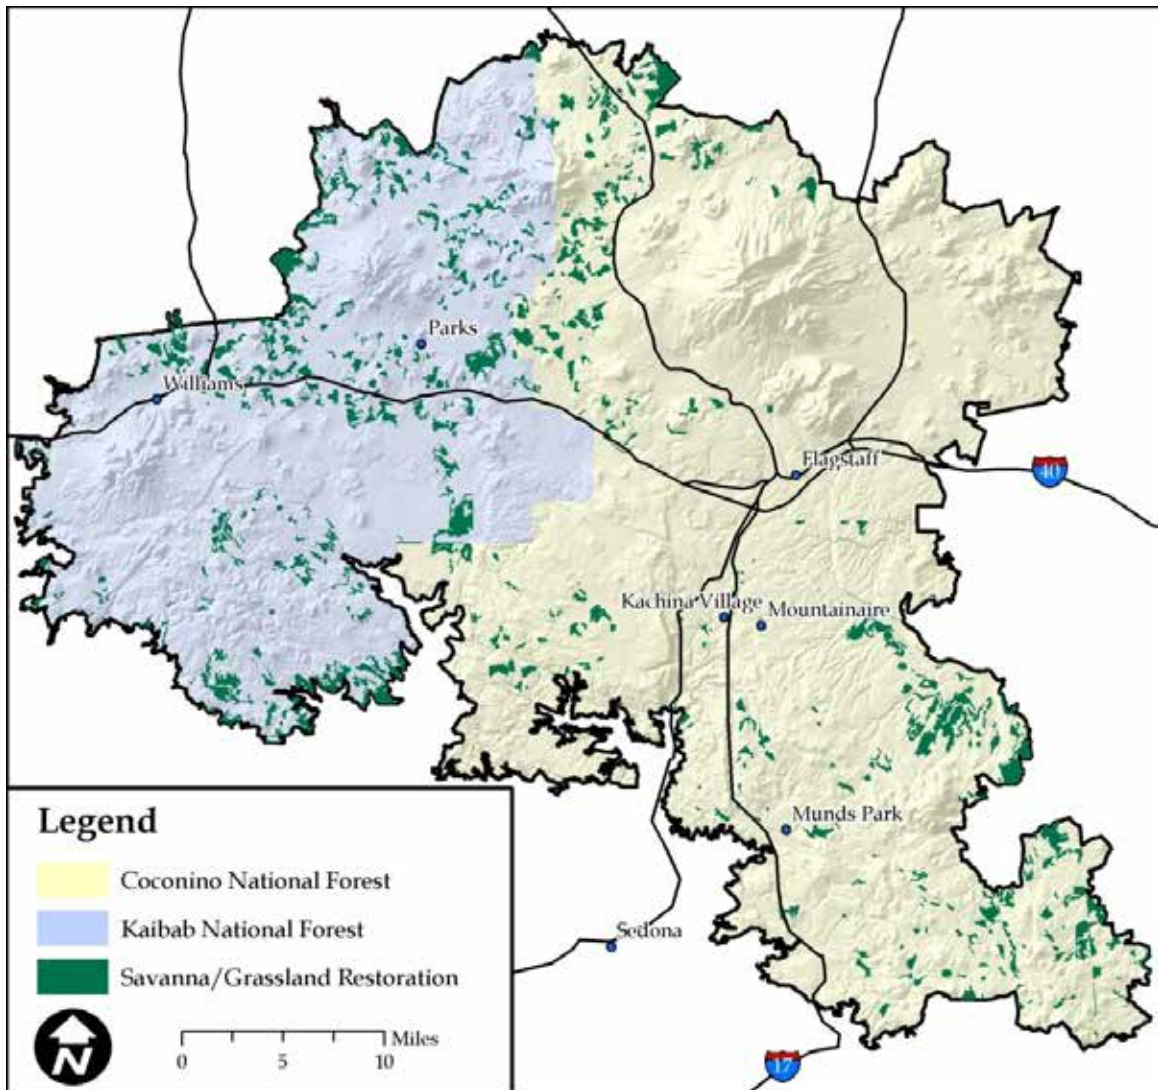 Parks
Williams
Flagstaff
40
Kachina Village
Mountainaire
Munds Park
Sedona
17
Legend
Coconino National Forest
Kaibab National Forest
Savanna/Grassland Restoration
N
Miles
0 5 10